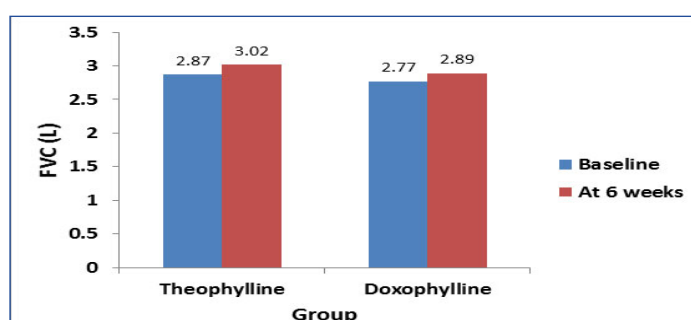 3.5
3
2.5
2
1.5
1
0.5
0
FVC (L)
2.87
3.02
2.77
2.89
Theophylline
Doxophylline
Group
Baseline
At 6 weeks